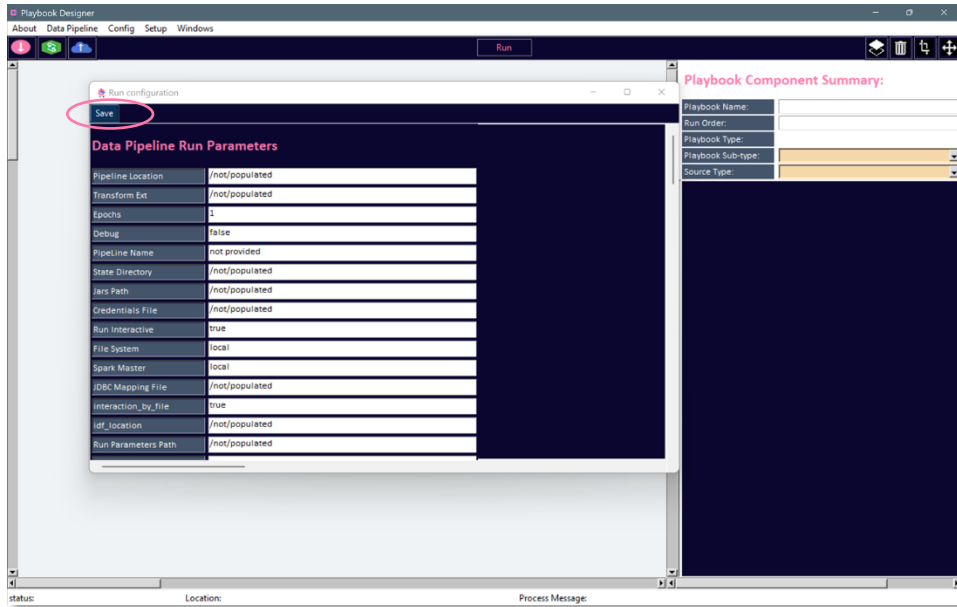 Playbook Designer
About Data Pipeline Config Setup Windows
Run
Run configuration
Save
Data Pipeline Run Parameters
Pipeline Location /not/populated
Transform Ext /not/populated
Epochs 1
Debug false
PipeLine Name not provided
State Directory /not/populated
Jars Path /not/populated
Credentials File /not/populated
Run Interactive true
File System local
Spark Master local
JDBC Mapping File /not/populated
interaction_by_file true
idf_location /not/populated
Run Parameters Path /not/populated
Playbook Component Summary:
Playbook Name:
Run Order:
Playbook Type:
Playbook Sub-type:
Source Type:
status: Location: Process Message: